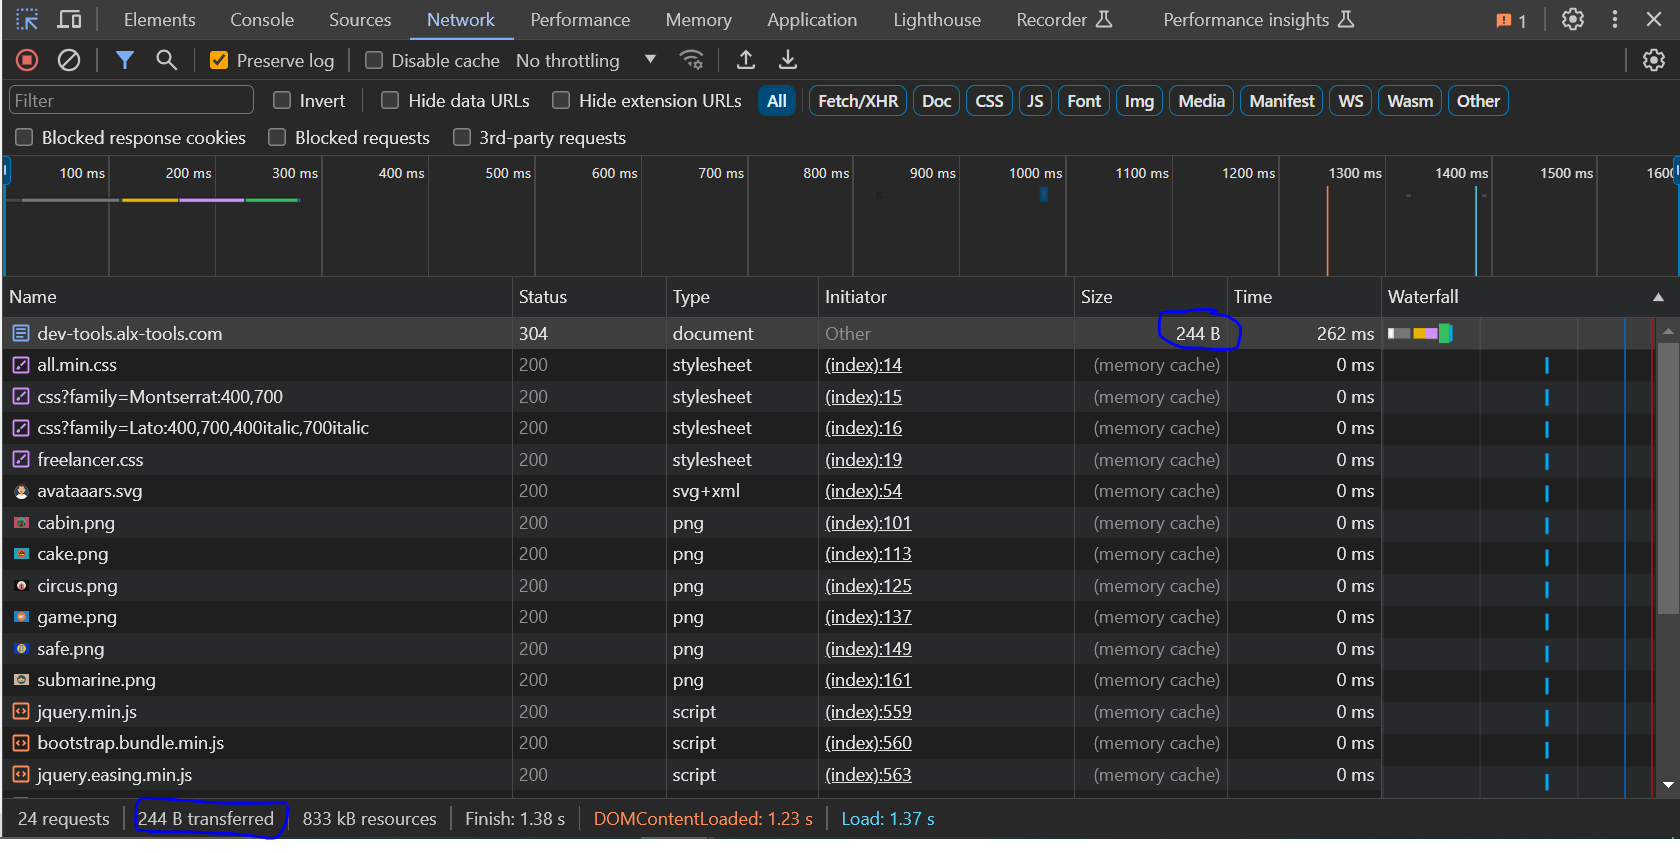 Elements Console Sources Network Performance Memory Application Lighthouse Recorder Performance insights 1
Preserve log Disable cache No throttling
Filter Invert Hide data URLs Hide extension URLs All Fetch/XHR Doc CSS JS Font Img Media Manifest WS Wasm Other
Blocked response cookies Blocked requests 3rd-party requests
100 ms 200 ms 300 ms 400 ms 500 ms 600 ms 700 ms 800 ms 900 ms 1000 ms 1100 ms 1200 ms 1300 ms 1400 ms 1500 ms
Name Status Type Initiator Size Time Waterfall
dev-tools.alx-tools.com 304 document Other 244 B 262 ms
all.min.css 200 stylesheet (index):14 (memory cache) 0 ms
css?family=Montserrat:400,700 200 stylesheet (index):15 (memory cache) 0 ms
css?family=Lato:400,700,400italic,700italic 200 stylesheet (index):16 (memory cache) 0 ms
freelancer.css 200 stylesheet (index):19 (memory cache) 0 ms
avataaars.svg 200 svg+xml (index):54 (memory cache) 0 ms
cabin.png 200 png (index):101 (memory cache) 0 ms
cake.png 200 png (index):113 (memory cache) 0 ms
circus.png 200 png (index):125 (memory cache) 0 ms
game.png 200 png (index):137 (memory cache) 0 ms
safe.png 200 png (index):149 (memory cache) 0 ms
submarine.png 200 png (index):161 (memory cache) 0 ms
jquery.min.js 200 script (index):559 (memory cache) 0 ms
bootstrap.bundle.min.js 200 script (index):560 (memory cache) 0 ms
jquery.easing.min.js 200 script (index):563 (memory cache) 0 ms
24 requests 244 B transferred 833 kB resources Finish: 1.38 s DOMContentLoaded: 1.23 s Load: 1.37 s